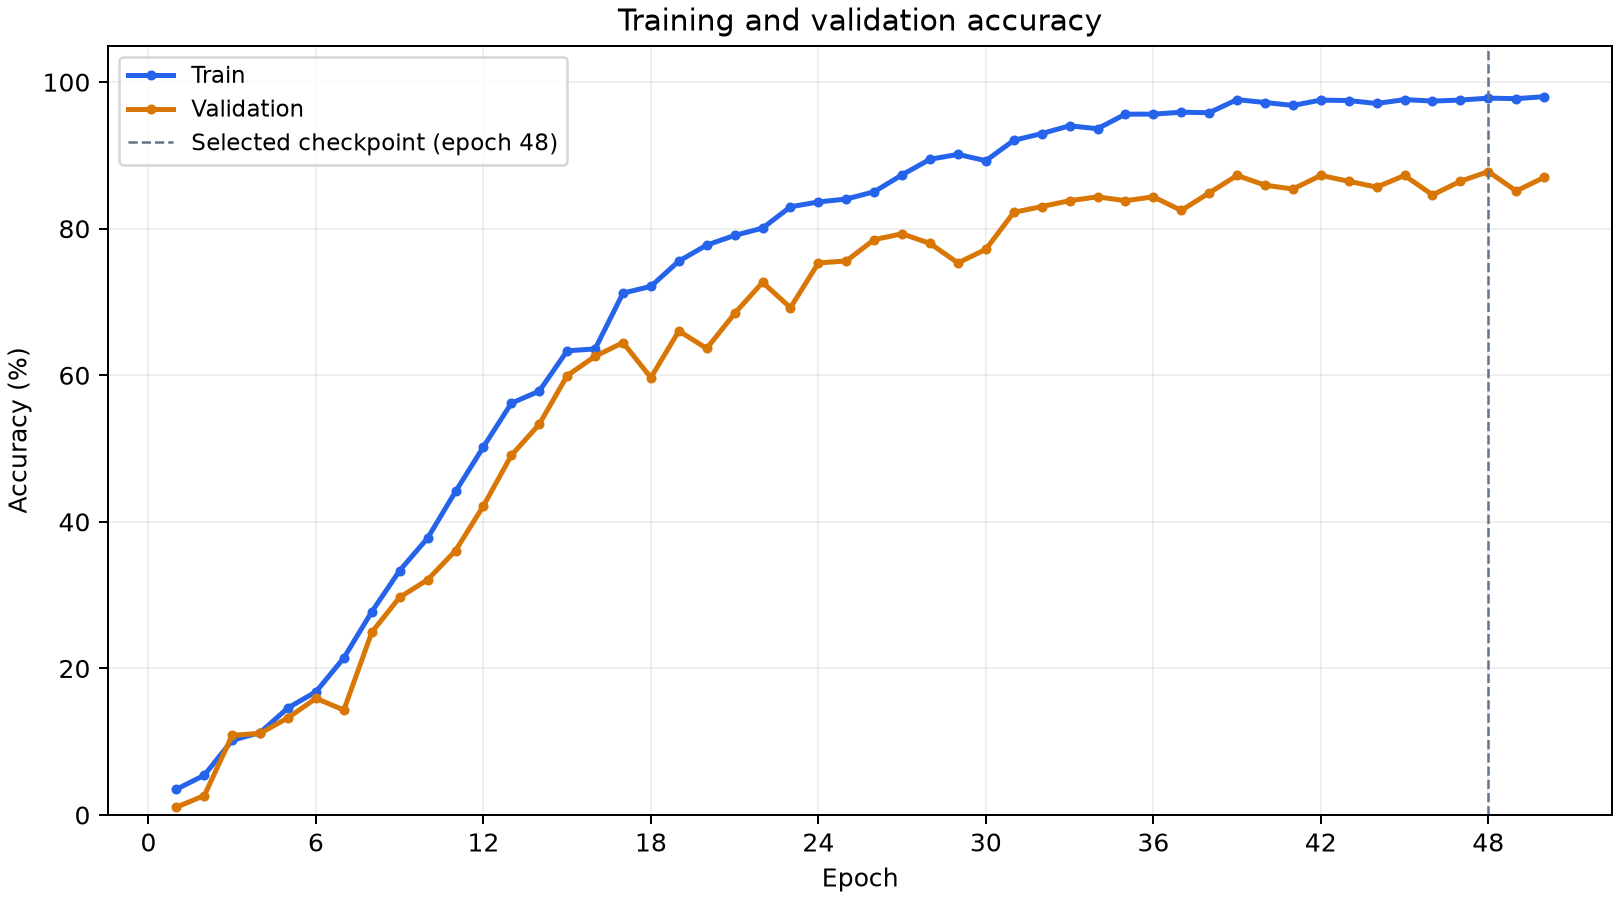 Training and validation accuracy
Train
Validation
Selected checkpoint (epoch 48)
Accuracy (%)
100
80
60
40
20
0
0 6 12 18 24 30 36 42 48
Epoch